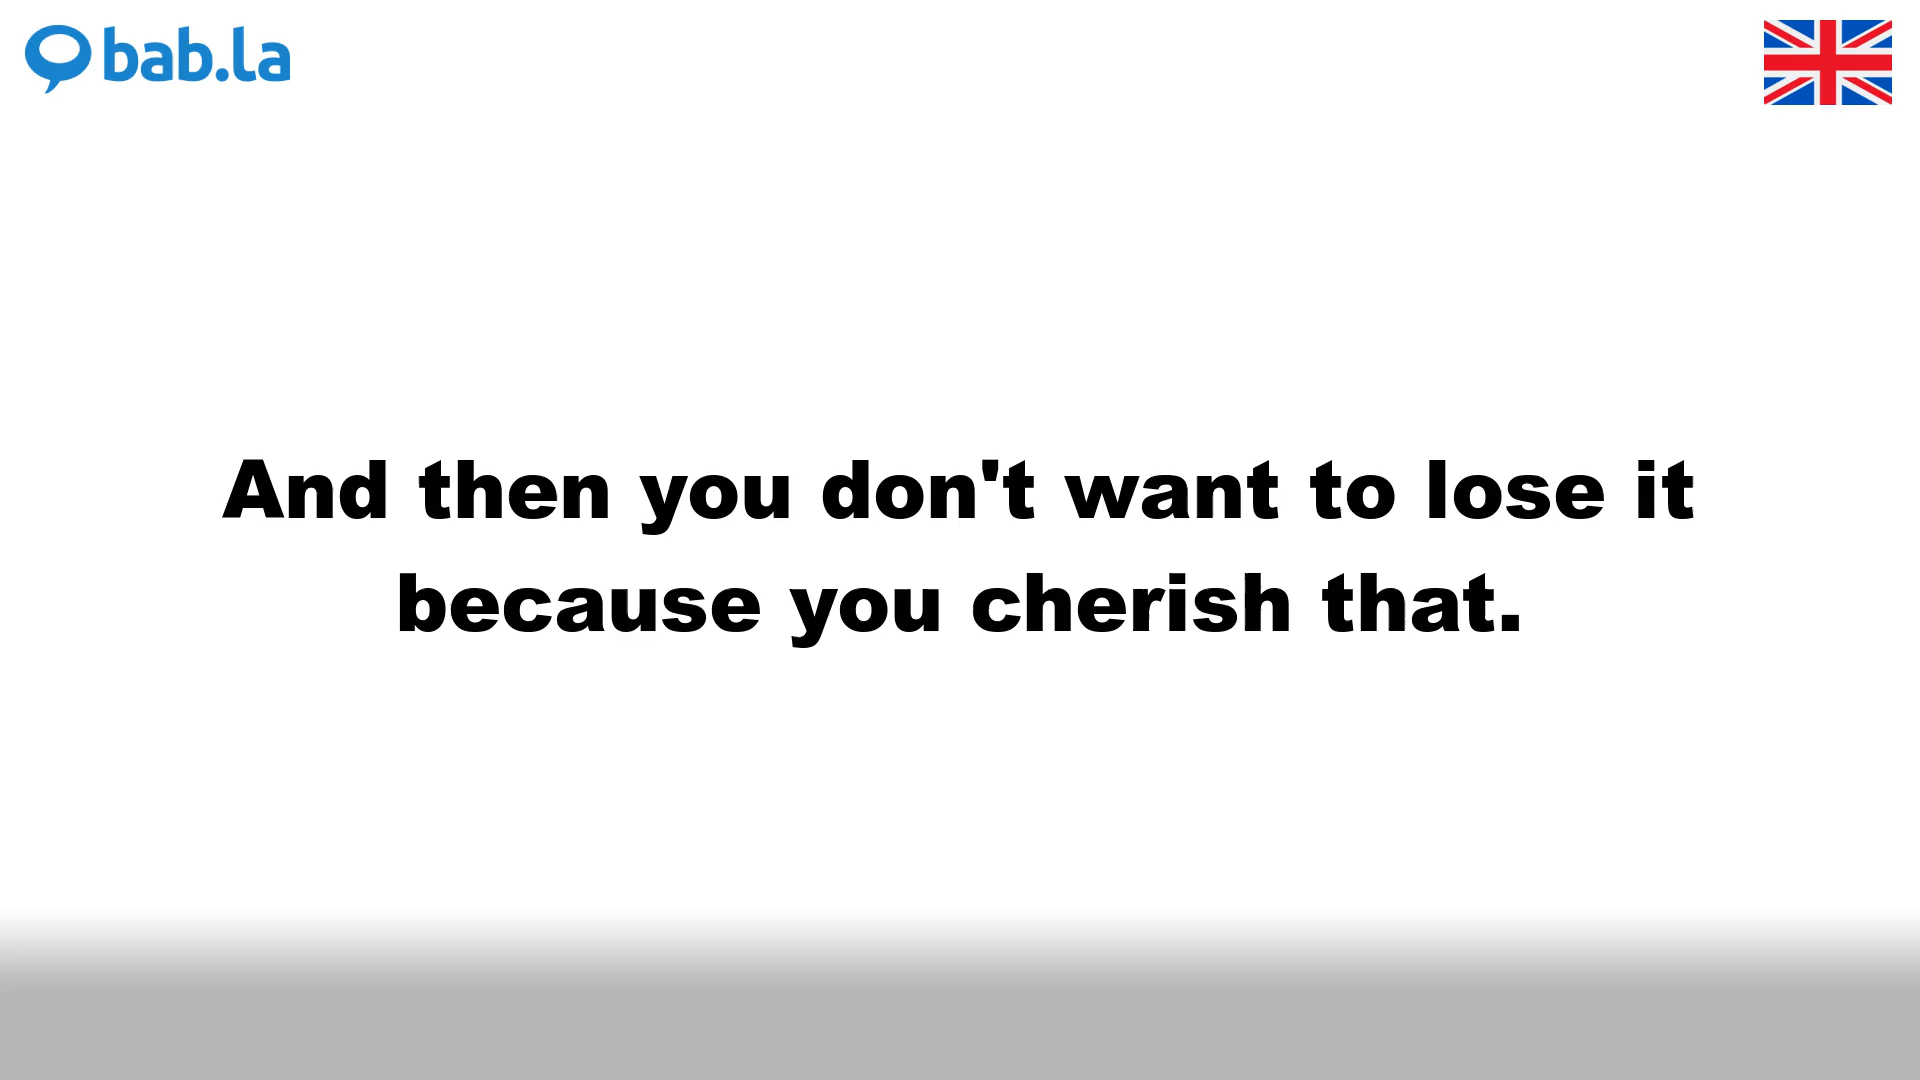 bab.la
And then you don't want to lose it
because you cherish that.